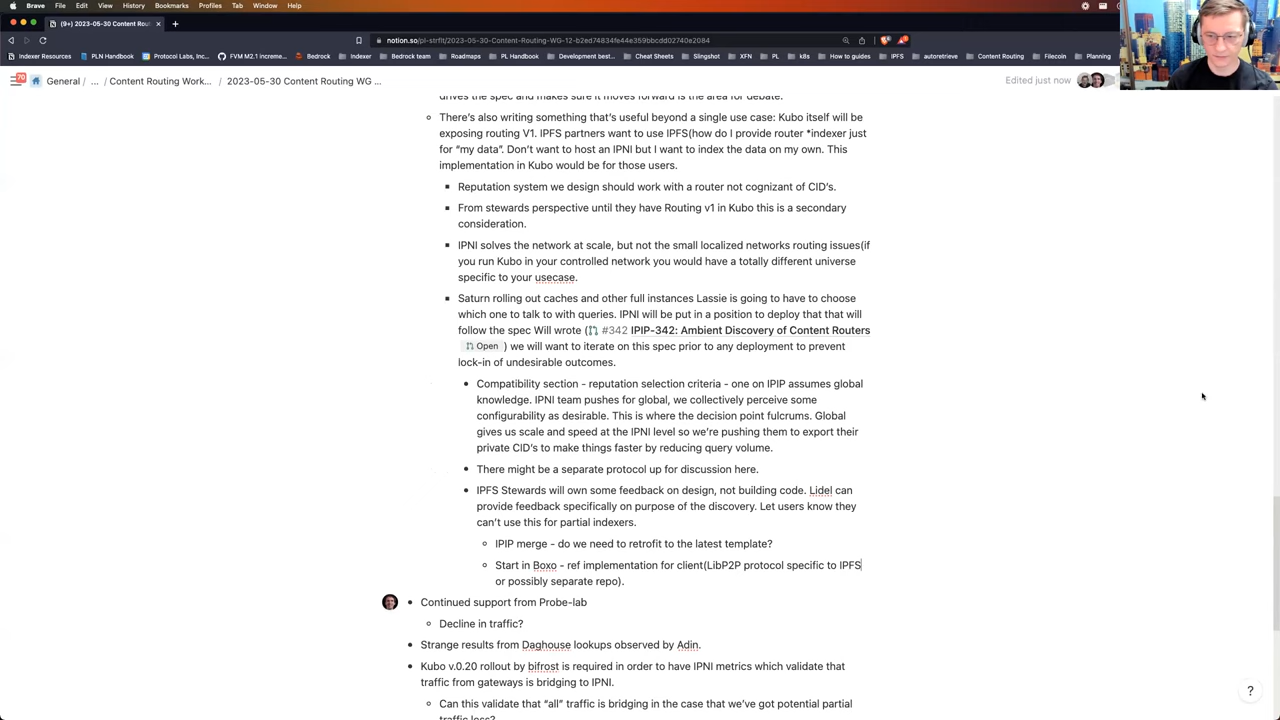 Brave File Edit View History Bookmarks Profiles Tab Window Help
(9+) 2023-05-30 Content Rou
notion.so/pl-strflt/2023-05-30-Content-Routing-WG-12-b2ed74834fe44e359bbcdd02740e2084
Notion PLN Handbook Protocol Labs, Inc... FVM M2.1 increme... Bedrock Index Bedrock team Roadmaps PL Handbook Development best... Cheat Sheets Slingshot XFN PL k8s How to guides IPFS autoretrieve Content Routing Filecoin Planning
70 General / ... / Content Routing Work... / 2023-05-30 Content Routing WG ... Edited just now
drives the spec and makes sure it moves forward is the area for debate.
There's also writing something that's useful beyond a single use case: Kubo itself will be
exposing routing V1. IPFS partners want to use IPFS(how do I provide router *indexer just
for “my data”. Don't want to host an IPNI but I want to index the data on my own. This
implementation in Kubo would be for those users.
Reputation system we design should work with a router not cognizant of CID's.
From stewards perspective until they have Routing v1 in Kubo this is a secondary
consideration.
IPNI solves the network at scale, but not the small localized networks routing issues(if
you run Kubo in your controlled network you would have a totally different universe
specific to your usecase.
Saturn rolling out caches and other full instances Lassie is going to have to choose
which one to talk to with queries. IPNI will be put in a position to deploy that that will
follow the spec Will wrote ( #342 IPIP-342: Ambient Discovery of Content Routers
Open ) we will want to iterate on this spec prior to any deployment to prevent
lock-in of undesirable outcomes.
Compatibility section - reputation selection criteria - one on IPIP assumes global
knowledge. IPNI team pushes for global, we collectively perceive some
configurability as desirable. This is where the decision point fulcrums. Global
gives us scale and speed at the IPNI level so we're pushing them to export their
private CID's to make things faster by reducing query volume.
There might be a separate protocol up for discussion here.
IPFS Stewards will own some feedback on design, not building code. Lidel can
provide feedback specifically on purpose of the discovery. Let users know they
can't use this for partial indexers.
IPIP merge - do we need to retrofit to the latest template?
Start in Boxo - ref implementation for client(LibP2P protocol specific to IPFS
or possibly separate repo).
Continued support from Probe-lab
Decline in traffic?
Strange results from Daghouse lookups observed by Adin.
Kubo v.0.20 rollout by bifrost is required in order to have IPNI metrics which validate that
traffic from gateways is bridging to IPNI.
Can this validate that “all” traffic is bridging in the case that we've got potential partial
traffic loss?
?